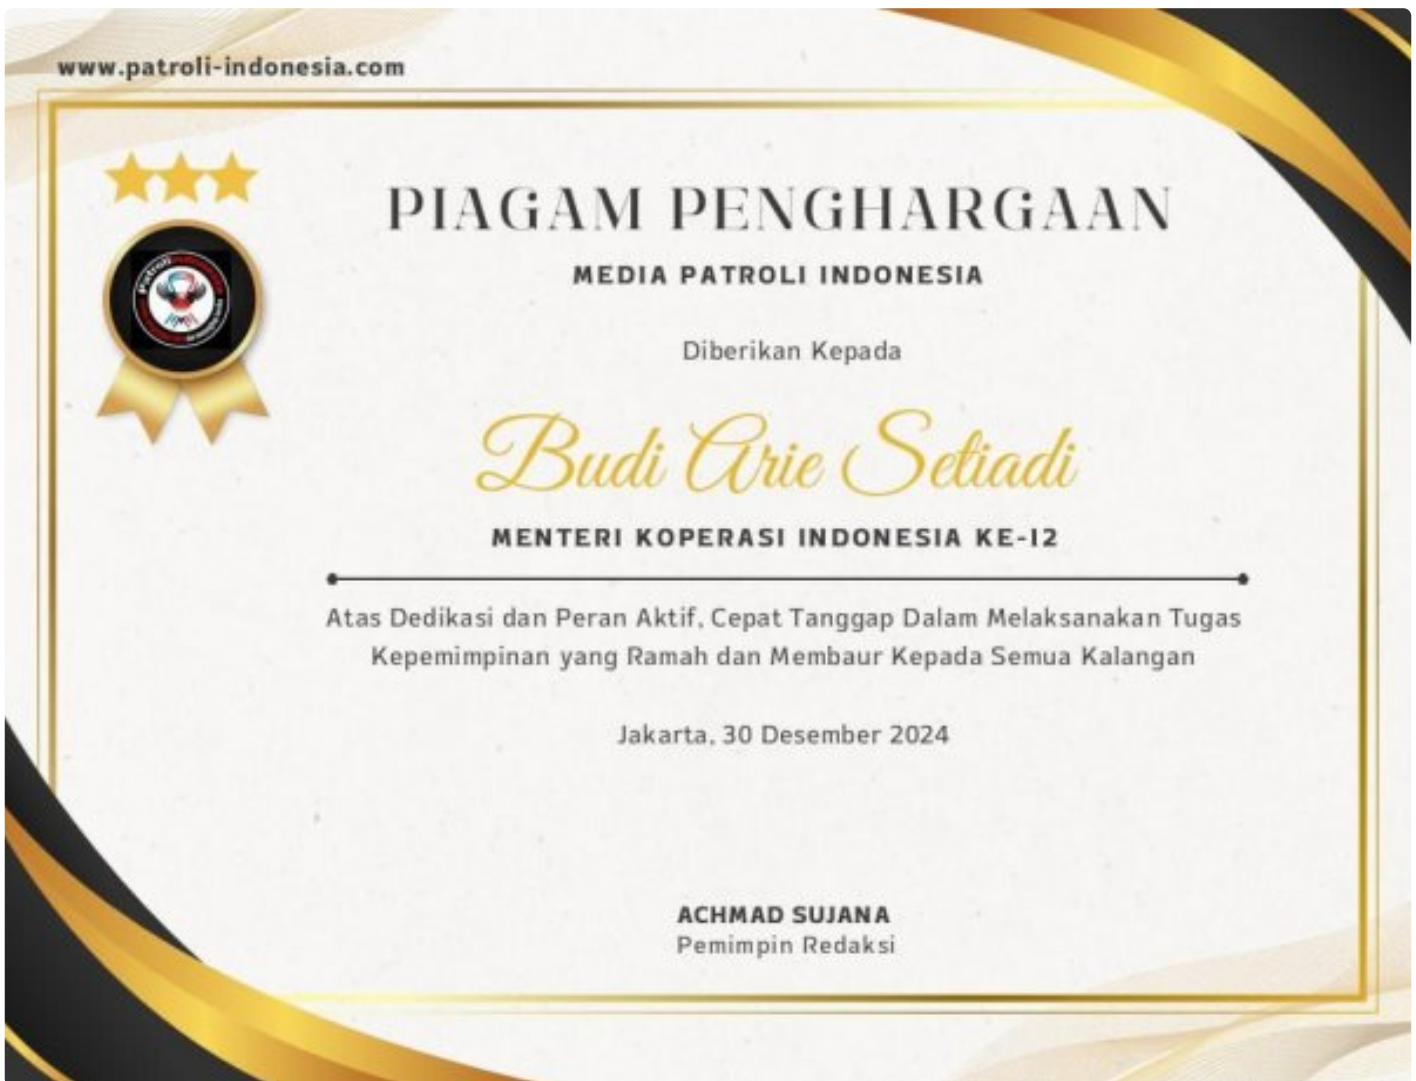 www.patroli-indonesia.com
PIAGAM PENGHARGAAN
MEDIA PATROLI INDONESIA
Diberikan Kepada
Budi Arie Setiadi
MENTERI KOPERASI INDONESIA KE-12
Atas Dedikasi dan Peran Aktif, Cepat Tanggap Dalam Melaksanakan Tugas
Kepemimpinan yang Ramah dan Membaur Kepada Semua Kalangan
Jakarta, 30 Desember 2024
ACHMAD SUJANA
Pemimpin Redaksi